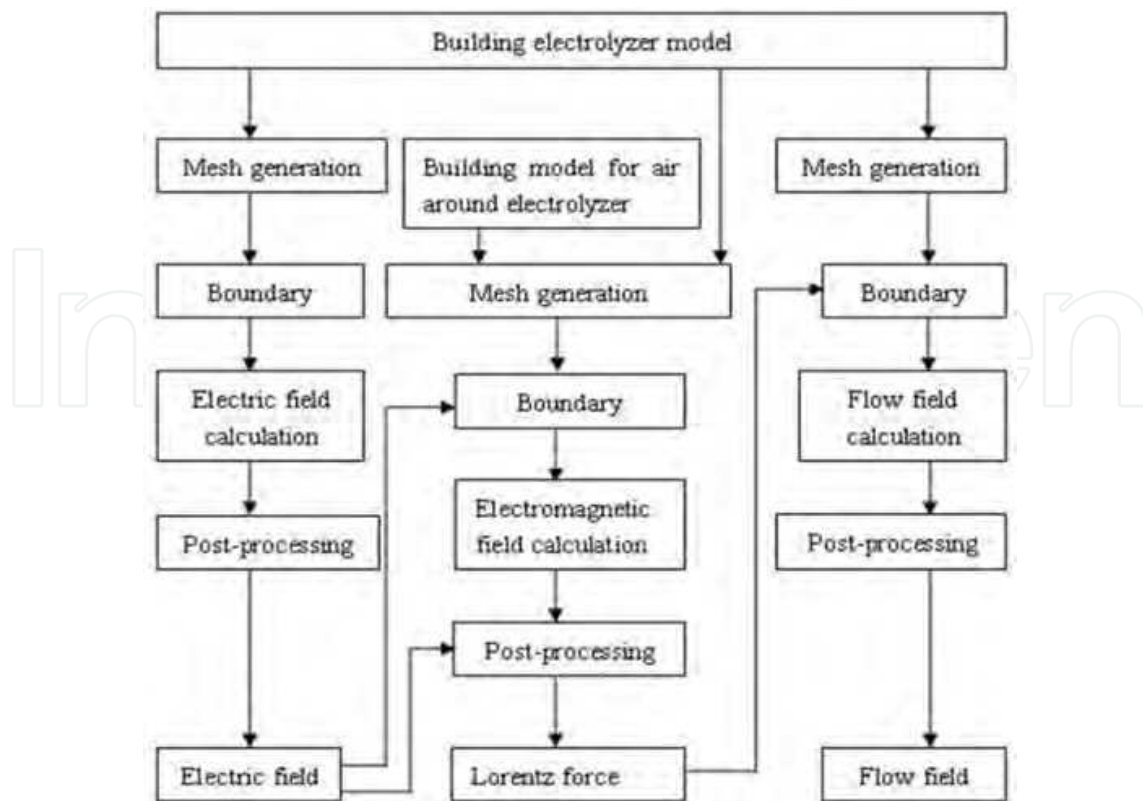 Building electrolyzer model
Mesh generation
Building model for air
around electrolyzer
Mesh generation
Boundary
Mesh generation
Boundary
Electric field
calculation
Boundary
Flow field
calculation
Post-processing
Electromagnetic
field calculation
Post-processing
Post-processing
Electric field
Lorentz force
Flow field